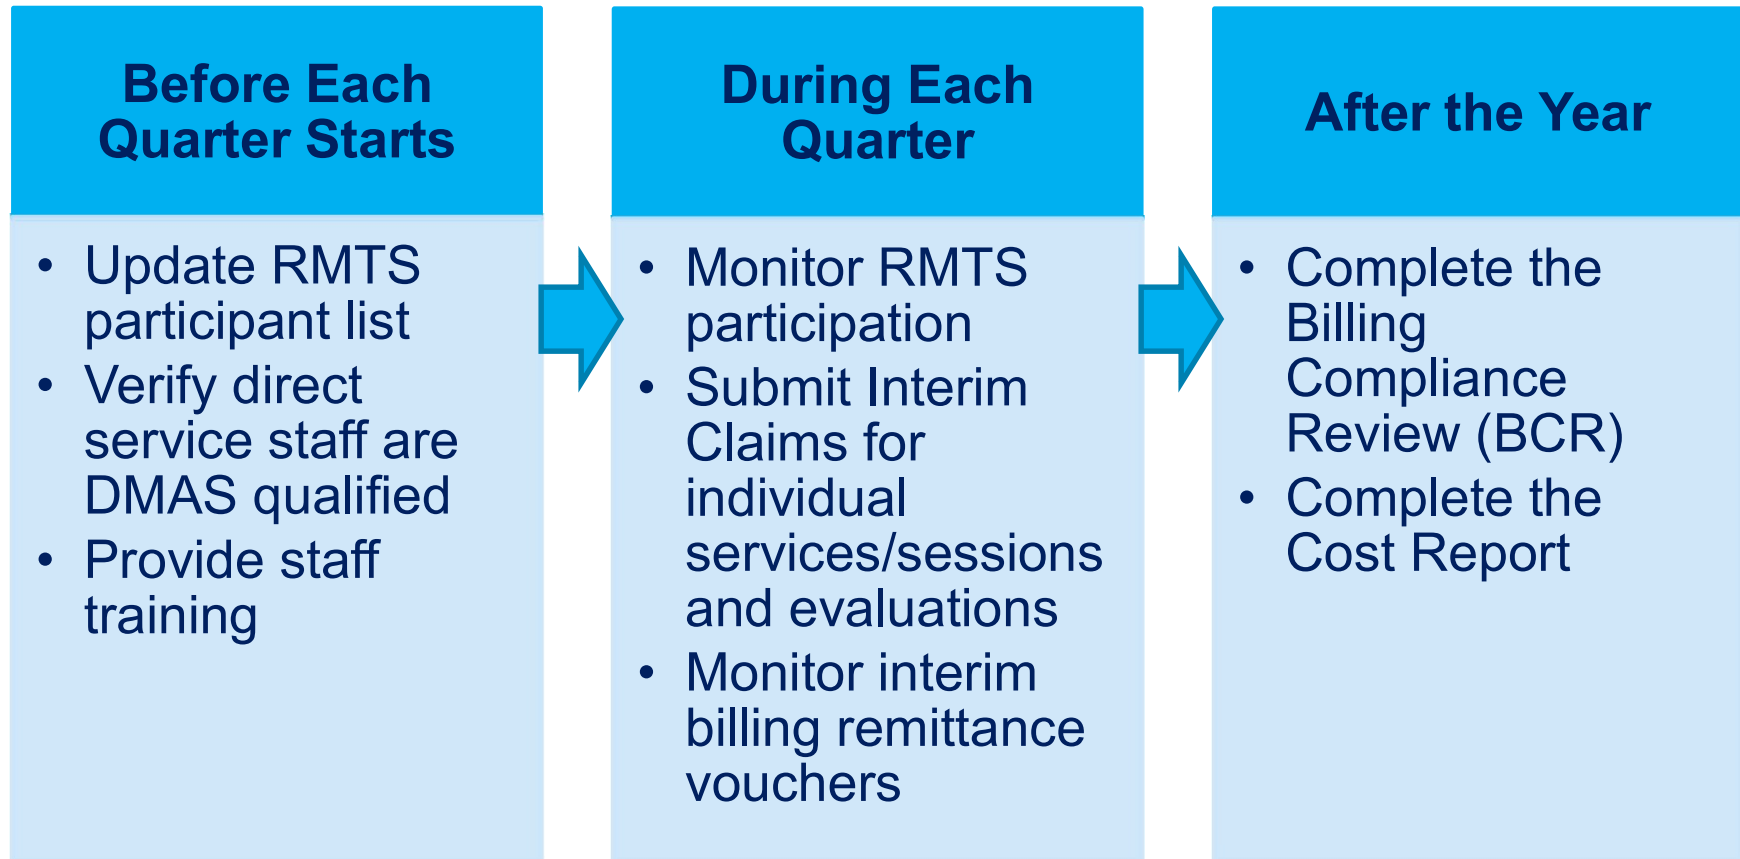 Before Each
Quarter Starts
• Update RMTS
participant list
• Verify direct
service staff are
DMAS qualified
• Provide staff
training
During Each
Quarter
• Monitor RMTS
participation
• Submit Interim
Claims for
individual
services/sessions
and evaluations
• Monitor interim
billing remittance
vouchers
After the Year
• Complete the
Billing
Compliance
Review (BCR)
• Complete the
Cost Report